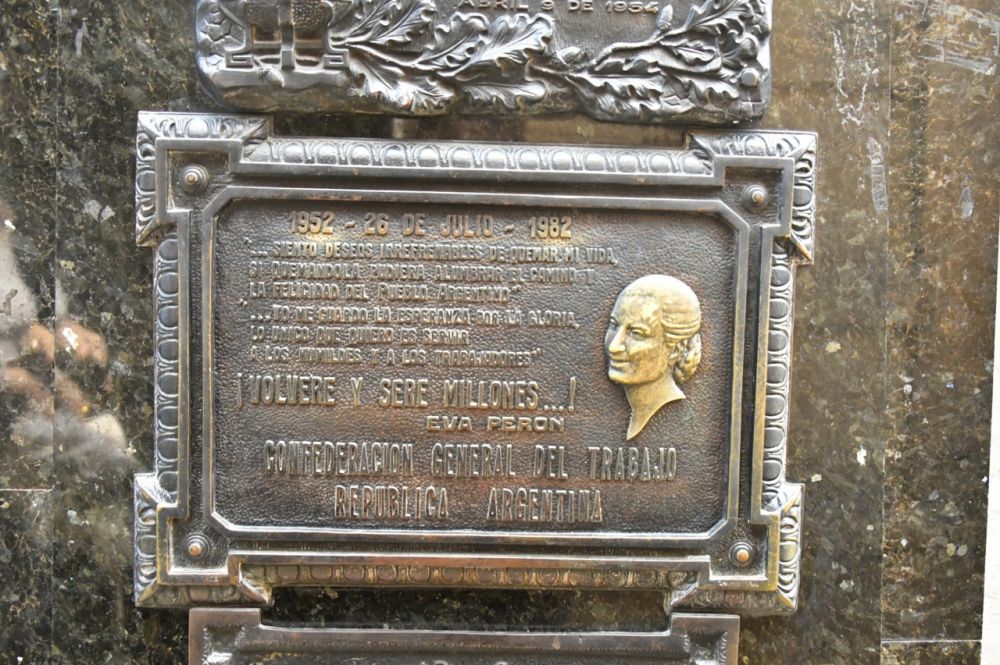 ABRIL 9 DE 1954
1952 - 26 DE JULIO - 1982
"...SIENTO DESEOS IRREFRENABLES DE QUEMAR MI VIDA,
SI QUEMANDOLA PUDIERA ALUMBRAR EL CAMINO Y
LA FELICIDAD DEL PUEBLO ARGENTINO"
"...YO ME GUARDO LA ESPERANZA POR LA GLORIA,
LO UNICO QUE QUIERO ES SERVIR
A LOS HUMILDES Y A LOS TRABAJADORES"
¡VOLVERE Y SERE MILLONES...!
EVA PERON
CONFEDERACION GENERAL DEL TRABAJO
REPUBLICA ARGENTINA